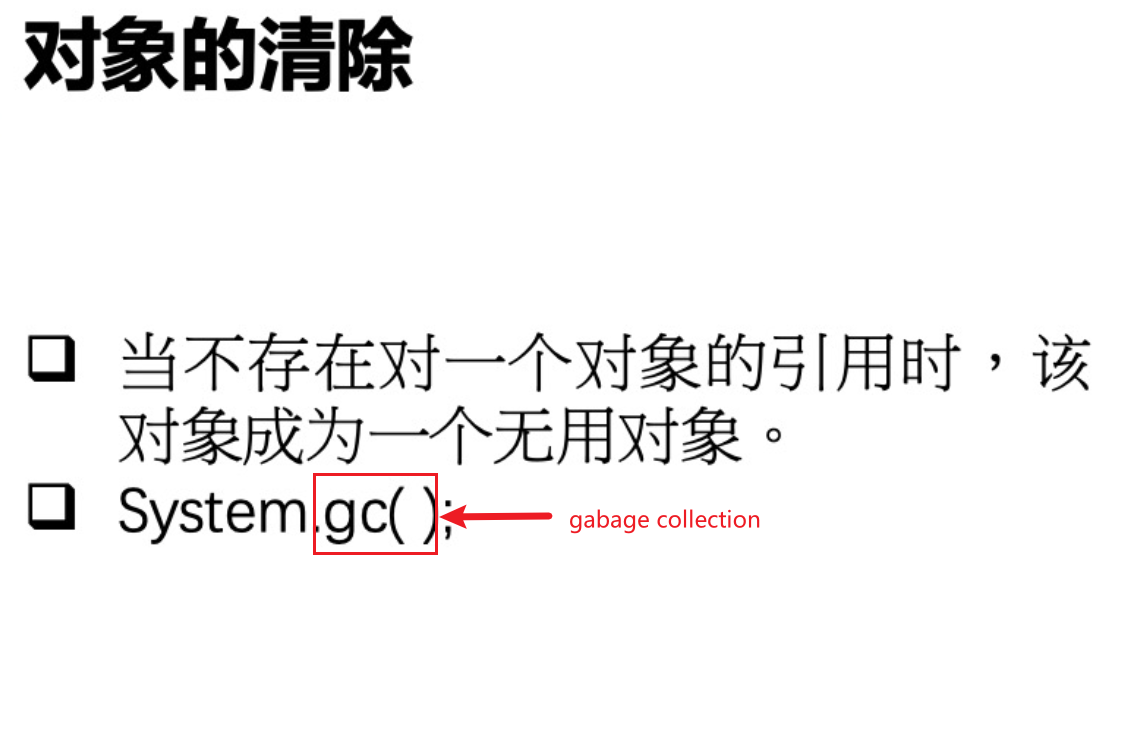 对象的清除
当不存在对一个对象的引用时，该
对象成为一个无用对象。
System.gc( ); gabage collection